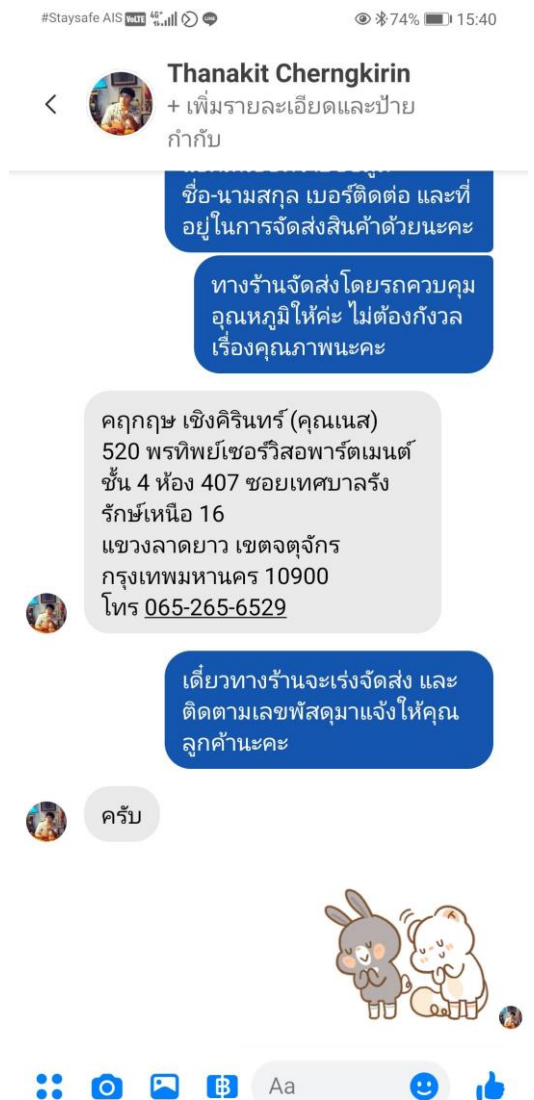 #Staysafe AIS VoLTE 4G+ 74% 15:40
Thanakit Cherngkirin
+ เพิ่มรายละเอียดและป้าย
กำกับ
ชื่อ-นามสกุล เบอร์ติดต่อ และที่
อยู่ในการจัดส่งสินค้าด้วยนะคะ
ทางร้านจัดส่งโดยรถควบคุม
อุณหภูมิให้ค่ะ ไม่ต้องกังวล
เรื่องคุณภาพนะคะ
คฤกฤษ เชิงคิรินทร์ (คุณเนส)
520 พรทิพย์เซอร์วิสอพาร์ตเมนต์
ชั้น 4 ห้อง 407 ซอยเทศบาลรัง
รักษ์เหนือ 16
แขวงลาดยาว เขตจตุจักร
กรุงเทพมหานคร 10900
โทร 065-265-6529
เดี๋ยวทางร้านจะเร่งจัดส่ง และ
ติดตามเลขพัสดุมาแจ้งให้คุณ
ลูกค้านะคะ
ครับ
Aa